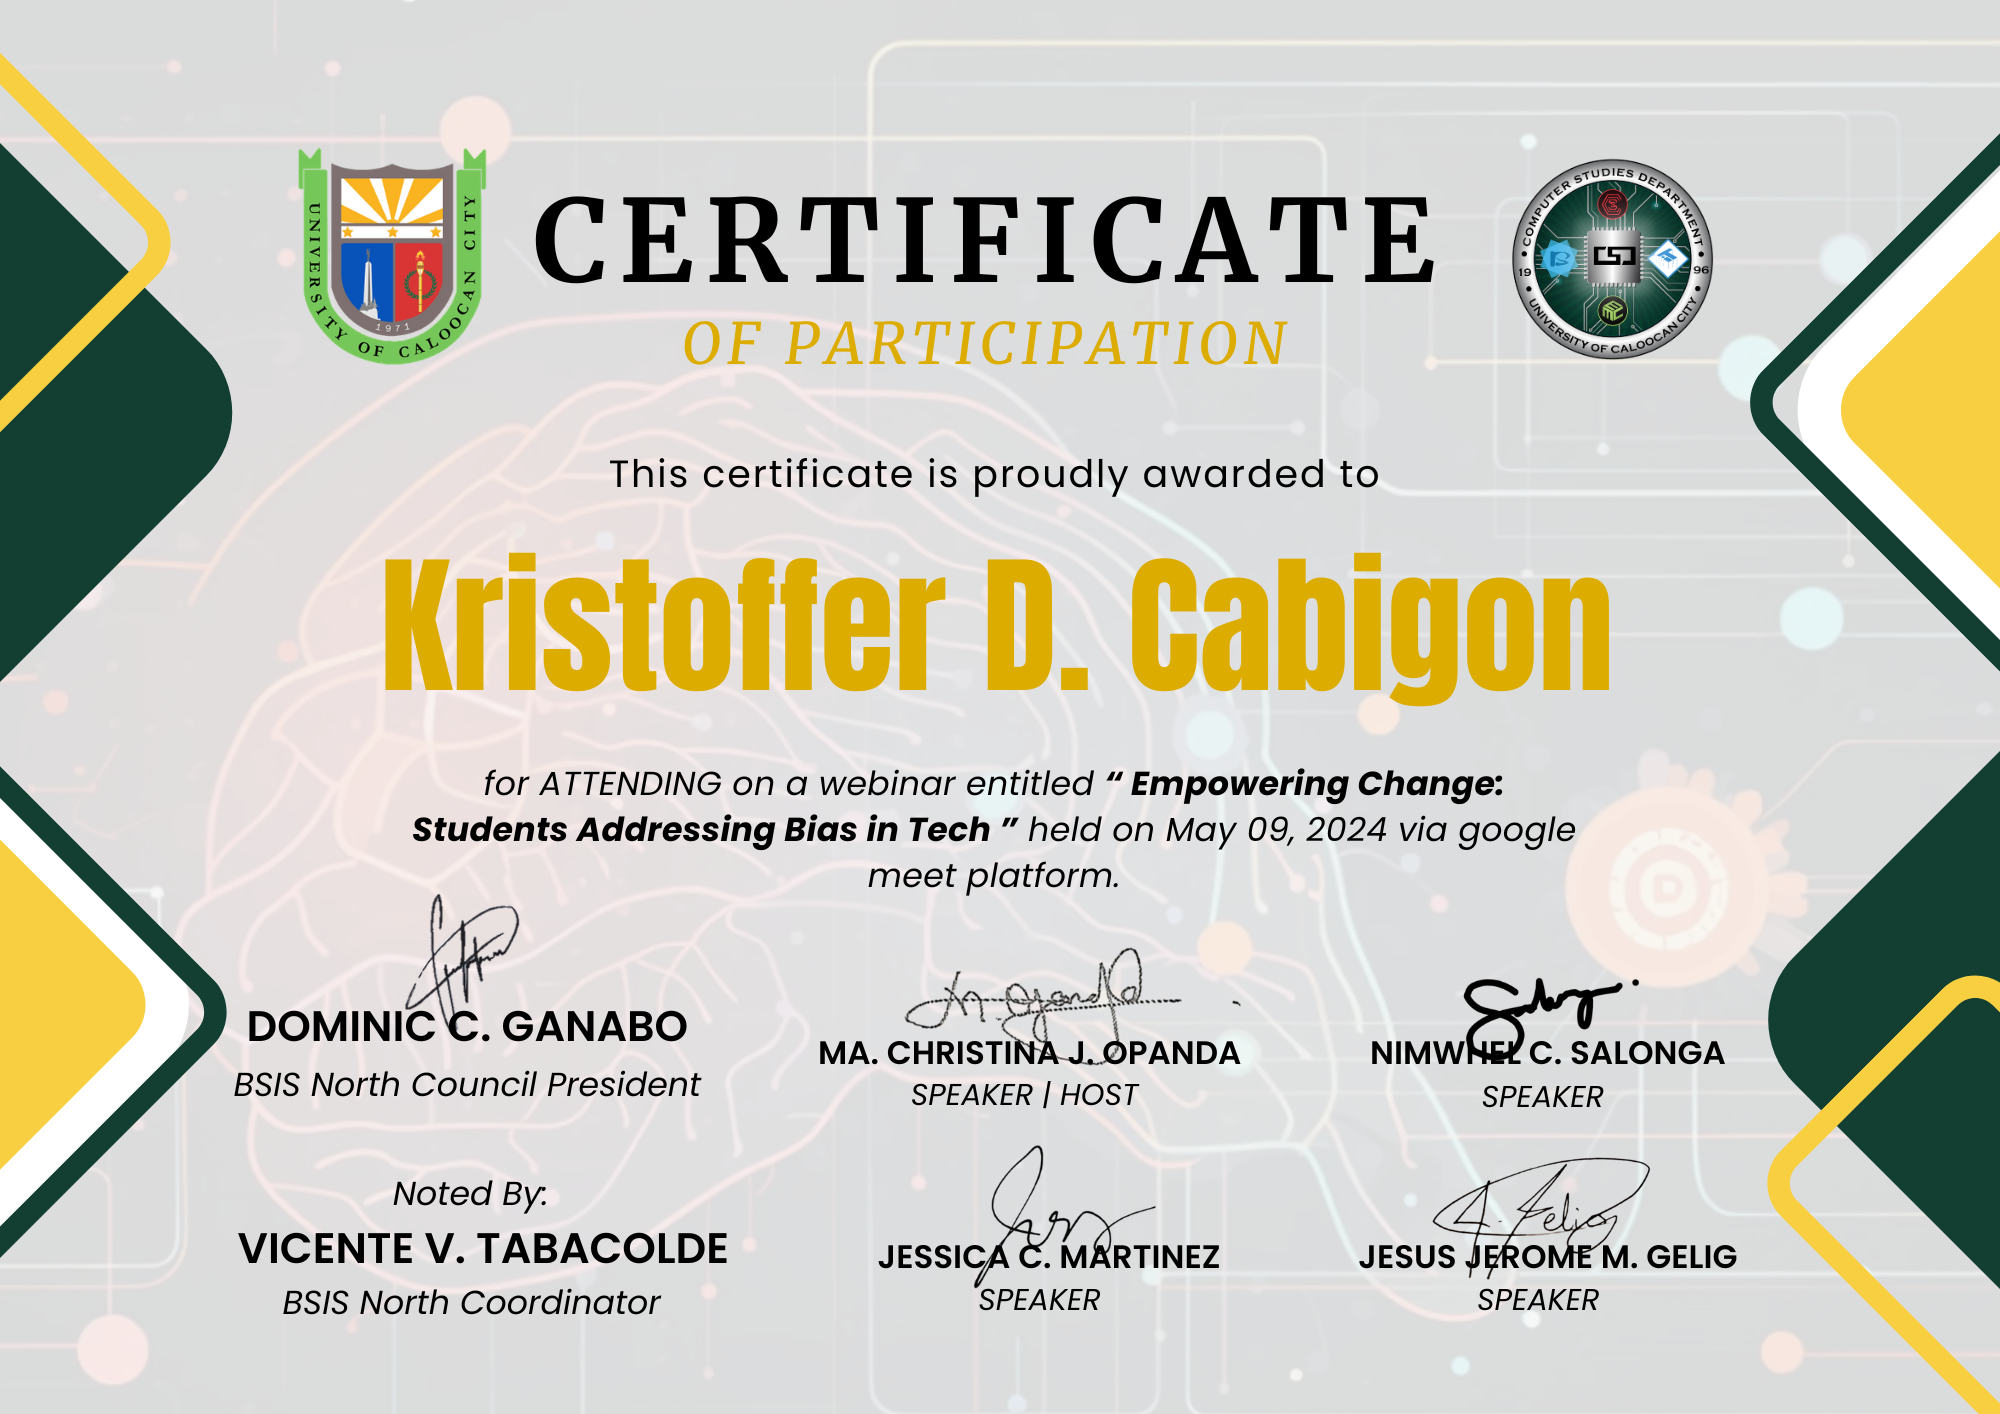 UNIVERSITY OF CALOOCAN CITY
1971
CERTIFICATE
OF PARTICIPATION
COMPUTER STUDIES DEPARTMENT
19 96
CSD
UNIVERSITY OF CALOOCAN CITY
This certificate is proudly awarded to
Kristoffer D. Cabigon
for ATTENDING on a webinar entitled “ Empowering Change:
Students Addressing Bias in Tech ” held on May 09, 2024 via google
meet platform.
DOMINIC C. GANABO
BSIS North Council President
MA. CHRISTINA J. OPANDA
SPEAKER | HOST
NIMWHEL C. SALONGA
SPEAKER
Noted By:
VICENTE V. TABACOLDE
BSIS North Coordinator
JESSICA C. MARTINEZ
SPEAKER
JESUS JEROME M. GELIG
SPEAKER